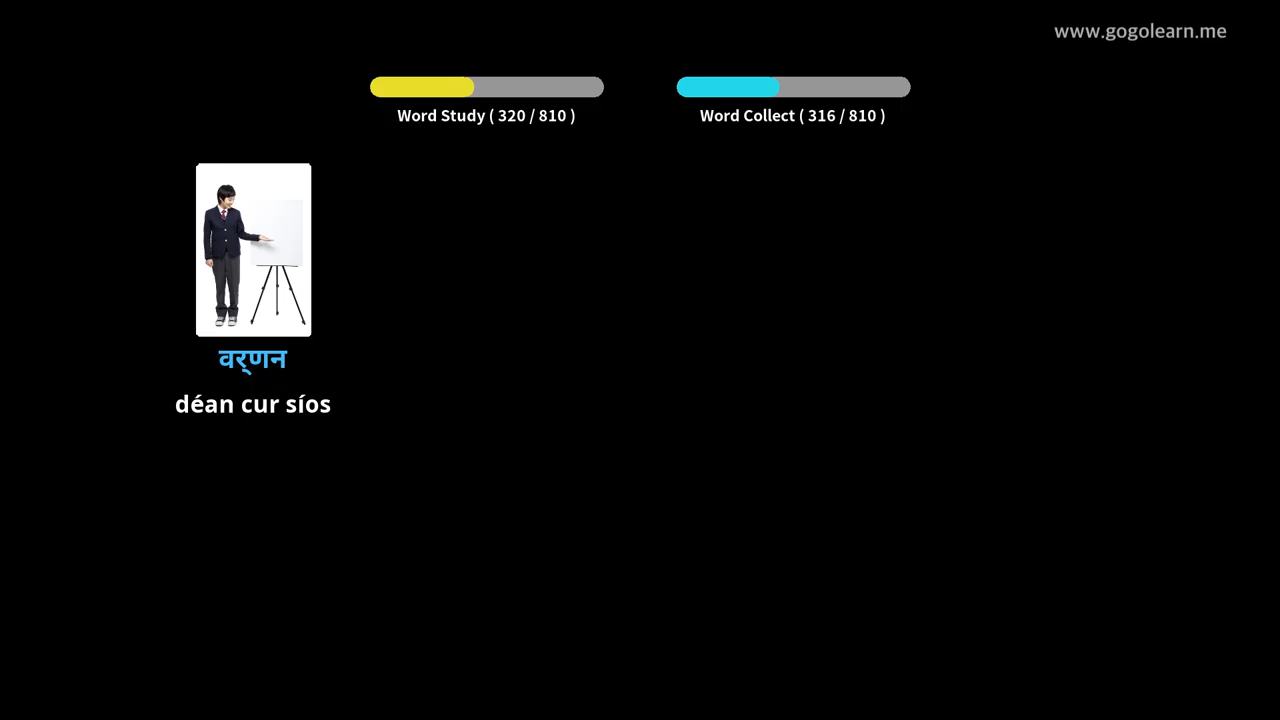 www.gogolearn.me
Word Study ( 320 / 810 )
Word Collect ( 316 / 810 )
वर्‌णन
déan cur síos